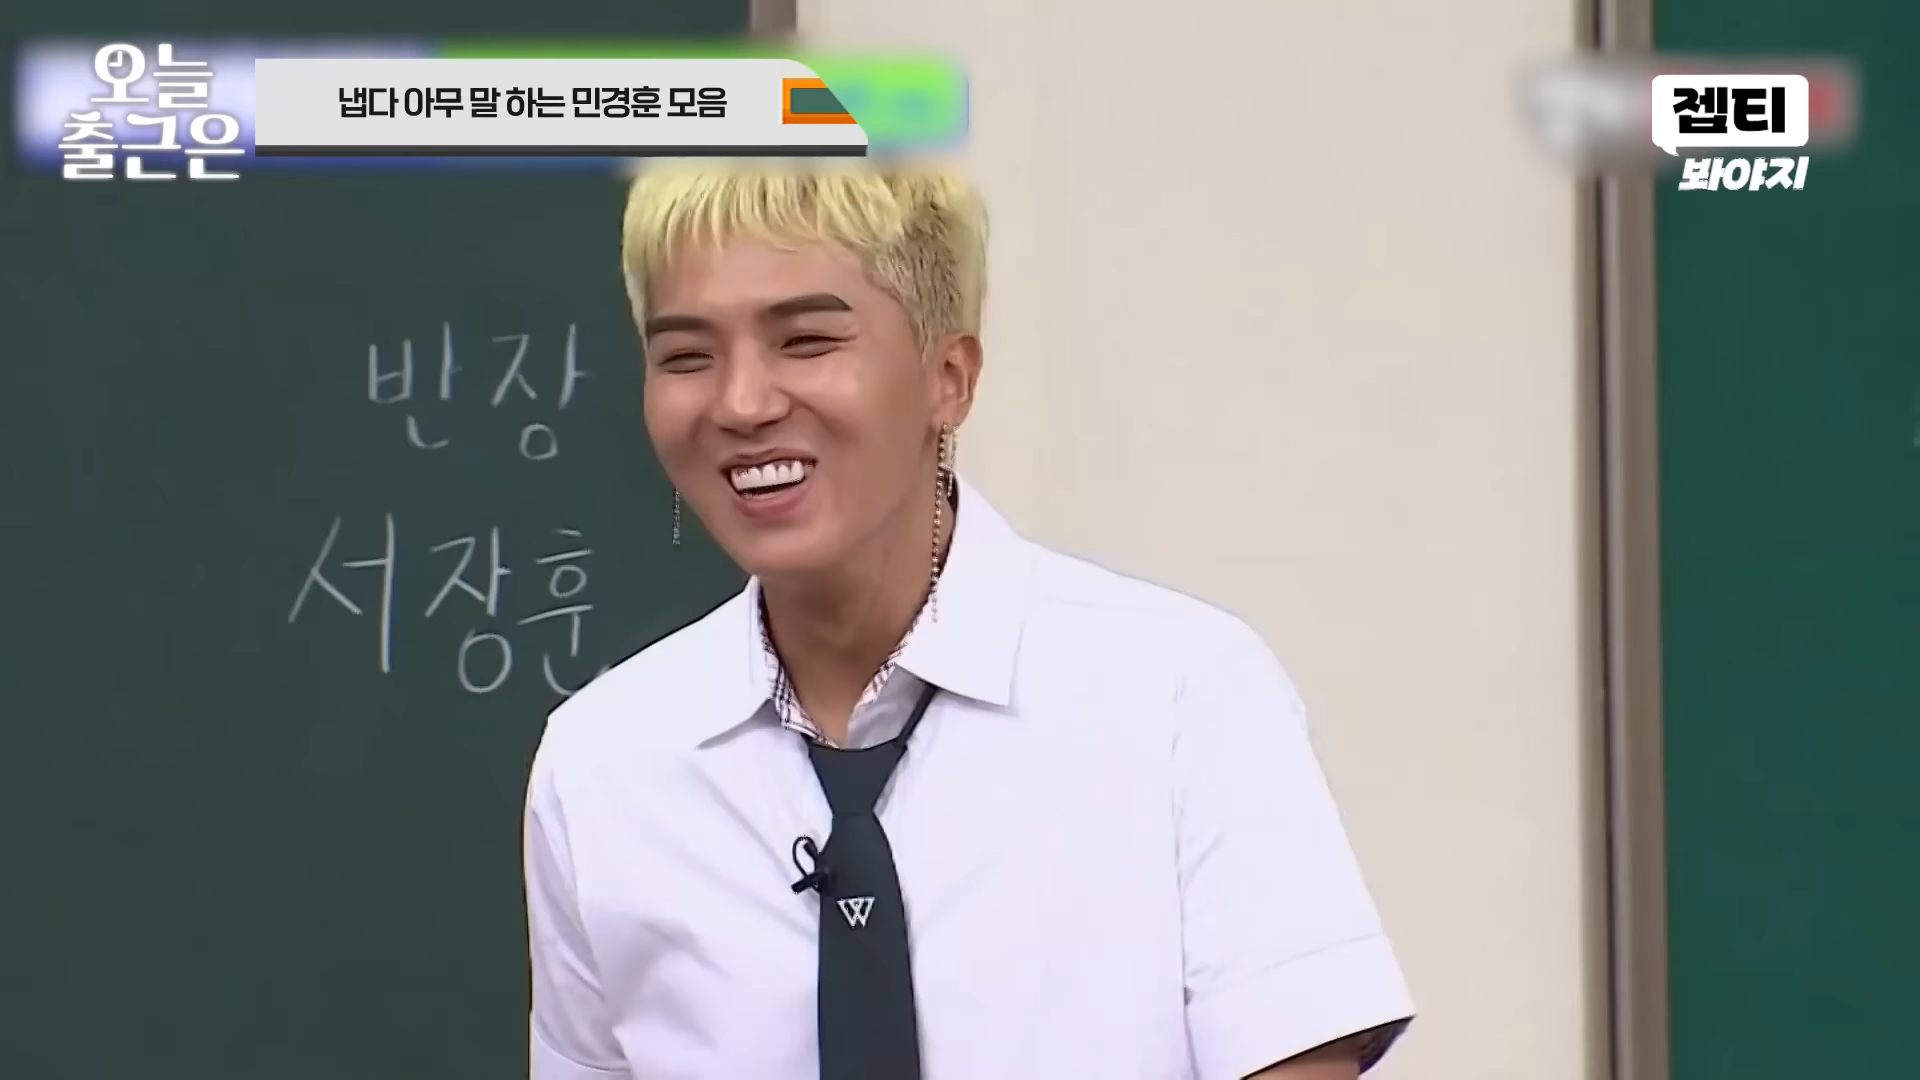 오늘
출근은
냅다 아무 말 하는 민경훈 모음
젭티
봐야지
반장
서장훈
W